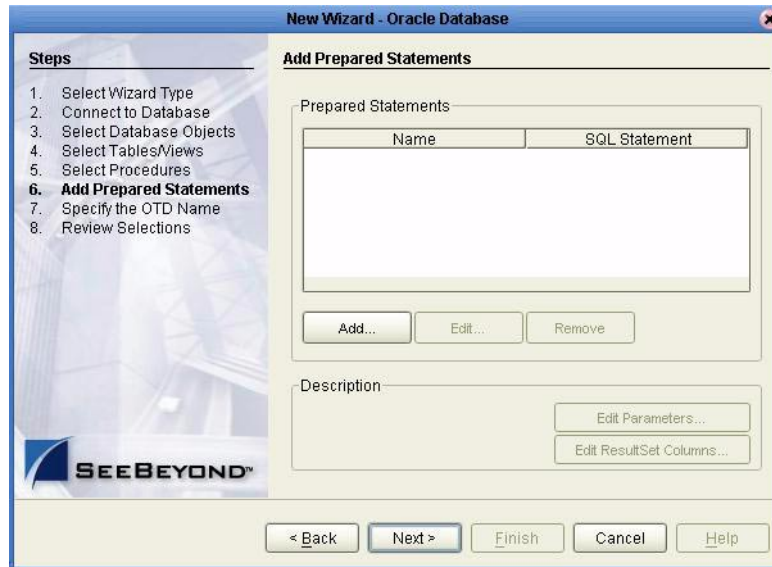 New Wizard - Oracle Database
Steps
1. Select Wizard Type
2. Connect to Database
3. Select Database Objects
4. Select Tables/Views
5. Select Procedures
6. Add Prepared Statements
7. Specify the OTD Name
8. Review Selections
SEEBEYOND™
Add Prepared Statements
Prepared Statements
Name SQL Statement
Add... Edit... Remove
Description
Edit Parameters...
Edit ResultSet Columns...
< Back Next > Finish Cancel Help